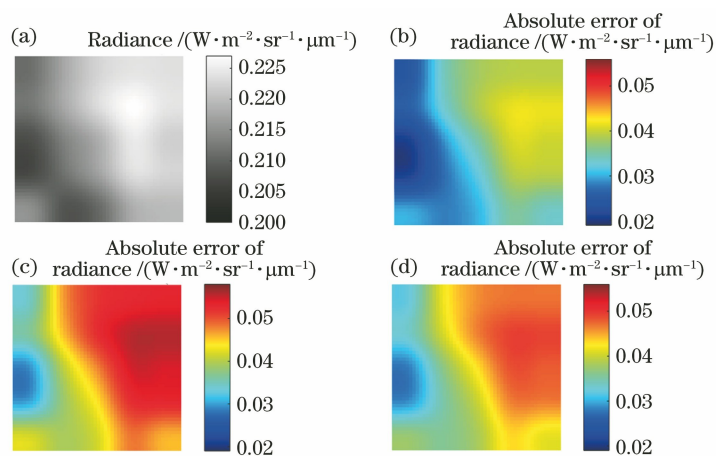 (a)
Radiance /(W·m⁻²·sr⁻¹·μm⁻¹)
0.225
0.220
0.215
0.210
0.205
0.200
(b)
Absolute error of
radiance /(W·m⁻²·sr⁻¹·μm⁻¹)
0.05
0.04
0.03
0.02
(c)
Absolute error of
radiance /(W·m⁻²·sr⁻¹·μm⁻¹)
0.05
0.04
0.03
0.02
(d)
Absolute error of
radiance /(W·m⁻²·sr⁻¹·μm⁻¹)
0.05
0.04
0.03
0.02